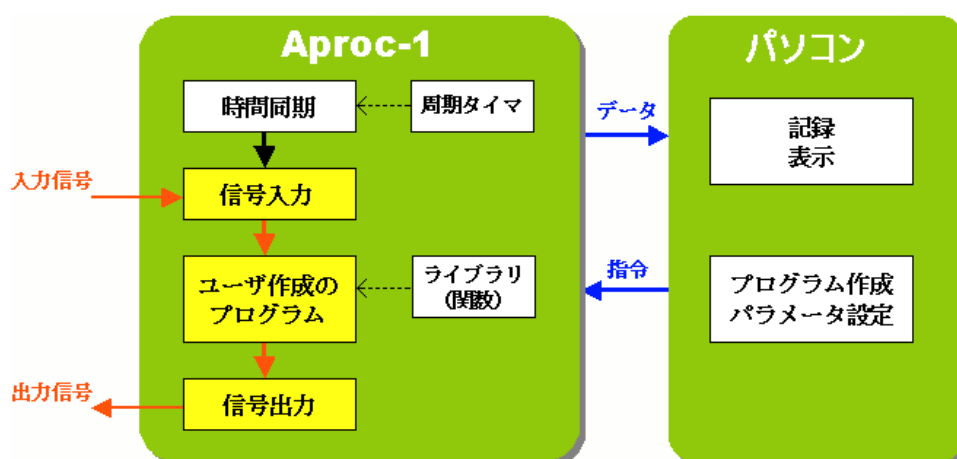 Aproc-1
時間同期
周期タイマ
入力信号
信号入力
ユーザ作成の
プログラム
ライブラリ
(関数)
出力信号
信号出力
データ
指令
パソコン
記録
表示
プログラム作成
パラメータ設定